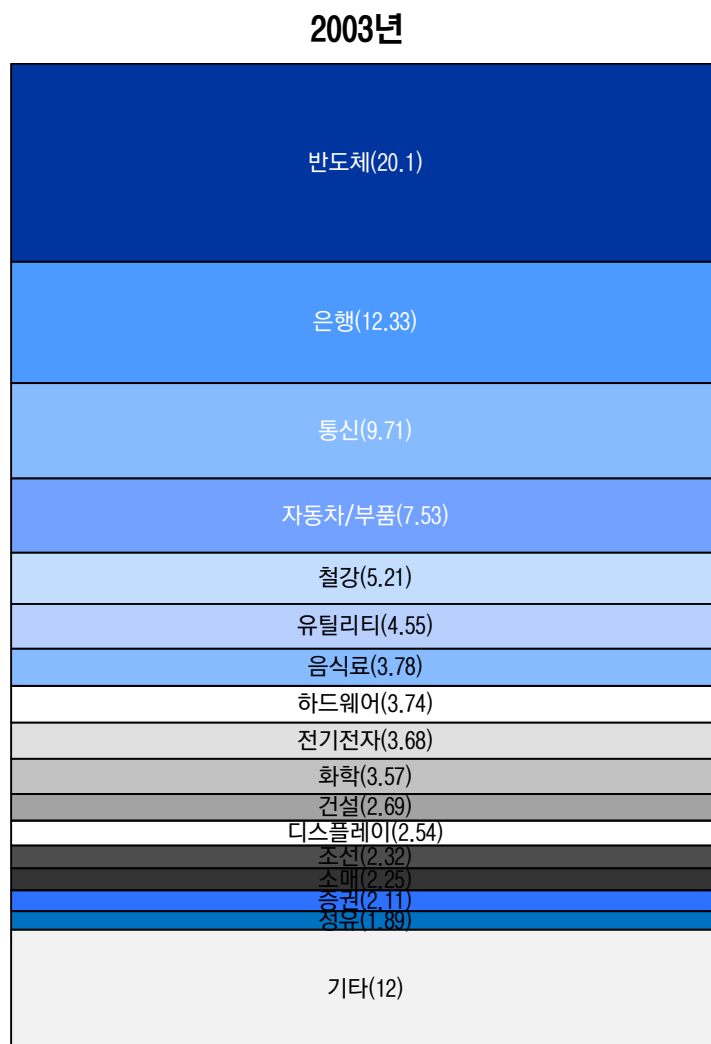 2003년
반도체(20.1)
은행(12.33)
통신(9.71)
자동차/부품(7.53)
철강(5.21)
유틸리티(4.55)
음식료(3.78)
하드웨어(3.74)
전기전자(3.68)
화학(3.57)
건설(2.69)
디스플레이(2.54)
조선(2.32)
소매(2.25)
증권(2.11)
정유(1.89)
기타(12)